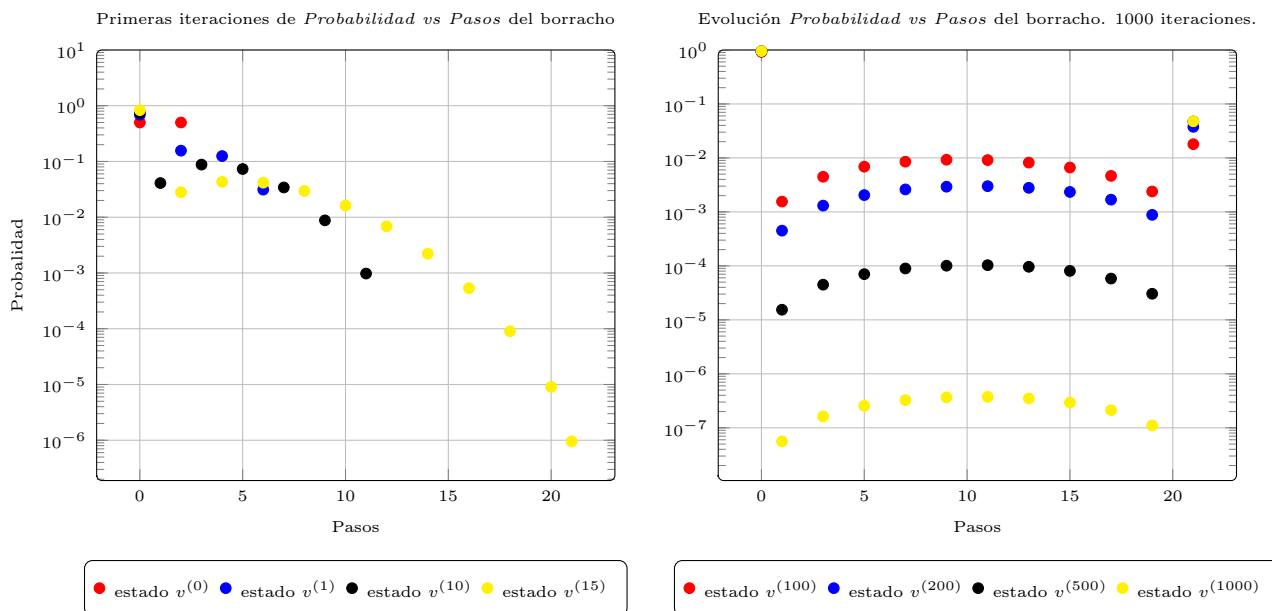 Primeras iteraciones de Probabilidad vs Pasos del borracho
10^1
10^0
10^{-1}
10^{-2}
10^{-3}
10^{-4}
10^{-5}
10^{-6}
Probalidad
0 5 10 15 20
Pasos
estado v^{(0)} estado v^{(1)} estado v^{(10)} estado v^{(15)}
Evolución Probabilidad vs Pasos del borracho. 1000 iteraciones.
10^0
10^{-1}
10^{-2}
10^{-3}
10^{-4}
10^{-5}
10^{-6}
10^{-7}
0 5 10 15 20
Pasos
estado v^{(100)} estado v^{(200)} estado v^{(500)} estado v^{(1000)}